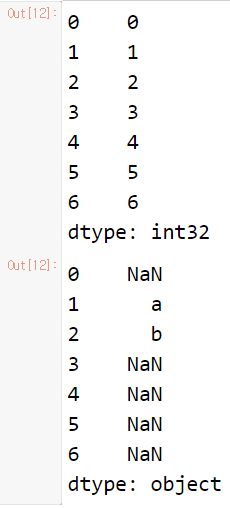 Out[12]:
0    0
1    1
2    2
3    3
4    4
5    5
6    6
dtype: int32
Out[12]:
0    NaN
1      a
2      b
3    NaN
4    NaN
5    NaN
6    NaN
dtype: object